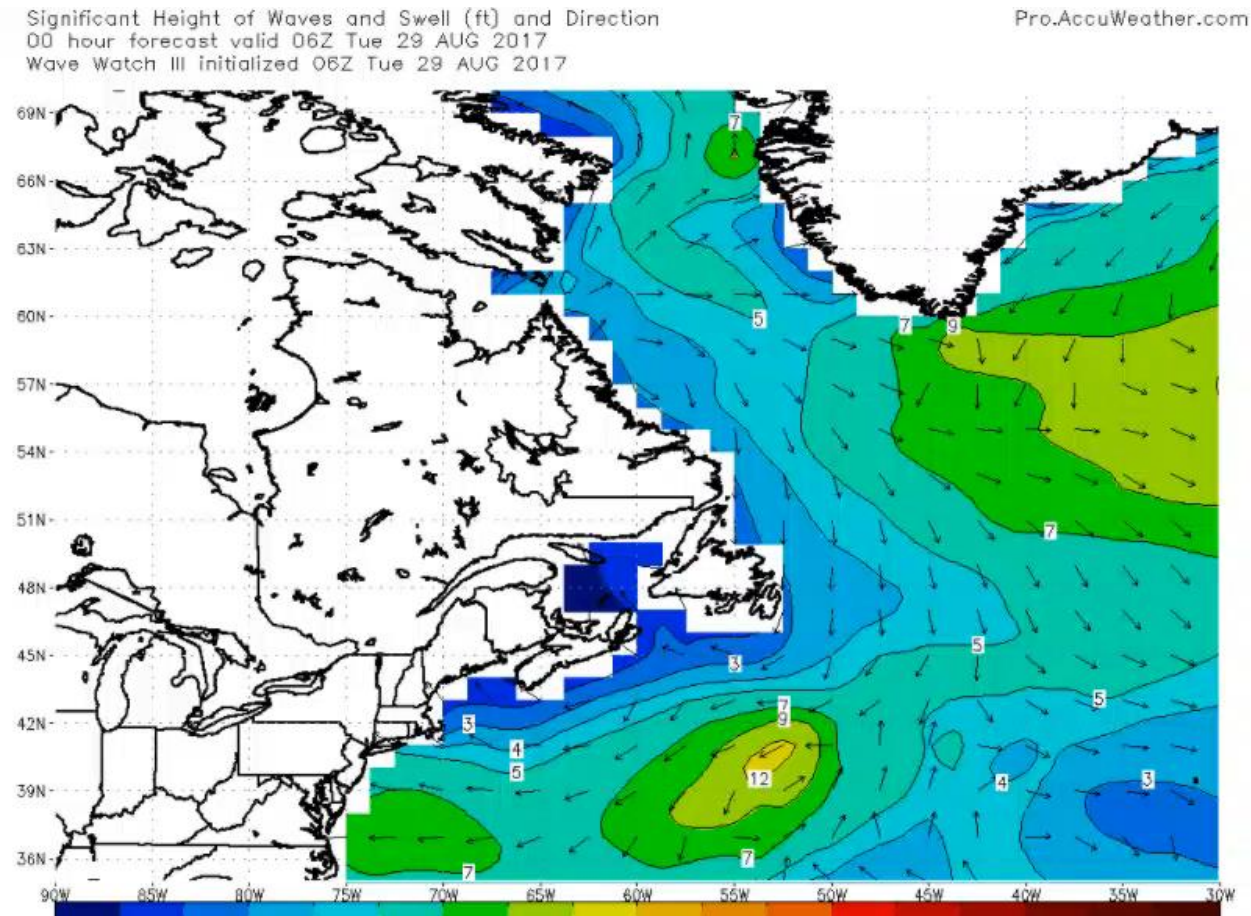 Significant Height of Waves and Swell (ft) and Direction
Pro.AccuWeather.com
00 hour forecast valid 06Z Tue 29 AUG 2017
Wave Watch III initialized 06Z Tue 29 AUG 2017
69N
7
66N
63N
60N
5
7
9
57N
54N
51N
7
48N
45N
3
5
42N
3
7
9
5
4
5
12
4
3
39N
36N
7
7
90W 85W 80W 75W 70W 65W 60W 55W 50W 45W 40W 35W 30W